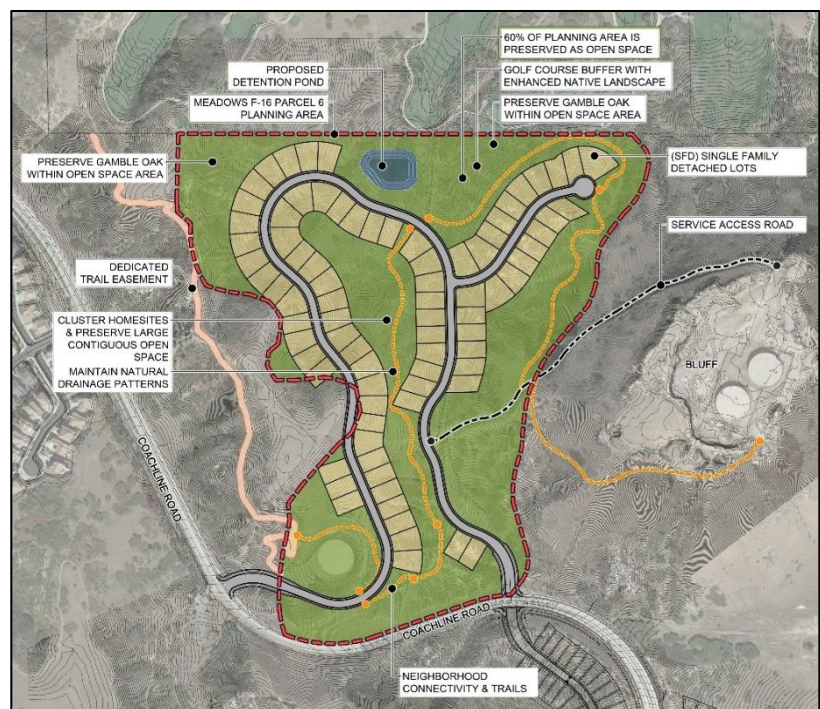 60% OF PLANNING AREA IS
PRESERVED AS OPEN SPACE
PROPOSED
DETENTION POND
GOLF COURSE BUFFER WITH
ENHANCED NATIVE LANDSCAPE
MEADOWS F-16 PARCEL 6
PLANNING AREA
PRESERVE GAMBLE OAK
WITHIN OPEN SPACE AREA
PRESERVE GAMBLE OAK
WITHIN OPEN SPACE AREA
(SFD) SINGLE FAMILY
DETACHED LOTS
SERVICE ACCESS ROAD
DEDICATED
TRAIL EASEMENT
CLUSTER HOMESITES
& PRESERVE LARGE
CONTIGUOUS OPEN
SPACE
MAINTAIN NATURAL
DRAINAGE PATTERNS
BLUFF
COACHLINE ROAD
COACHLINE ROAD
NEIGHBORHOOD
CONNECTIVITY & TRAILS